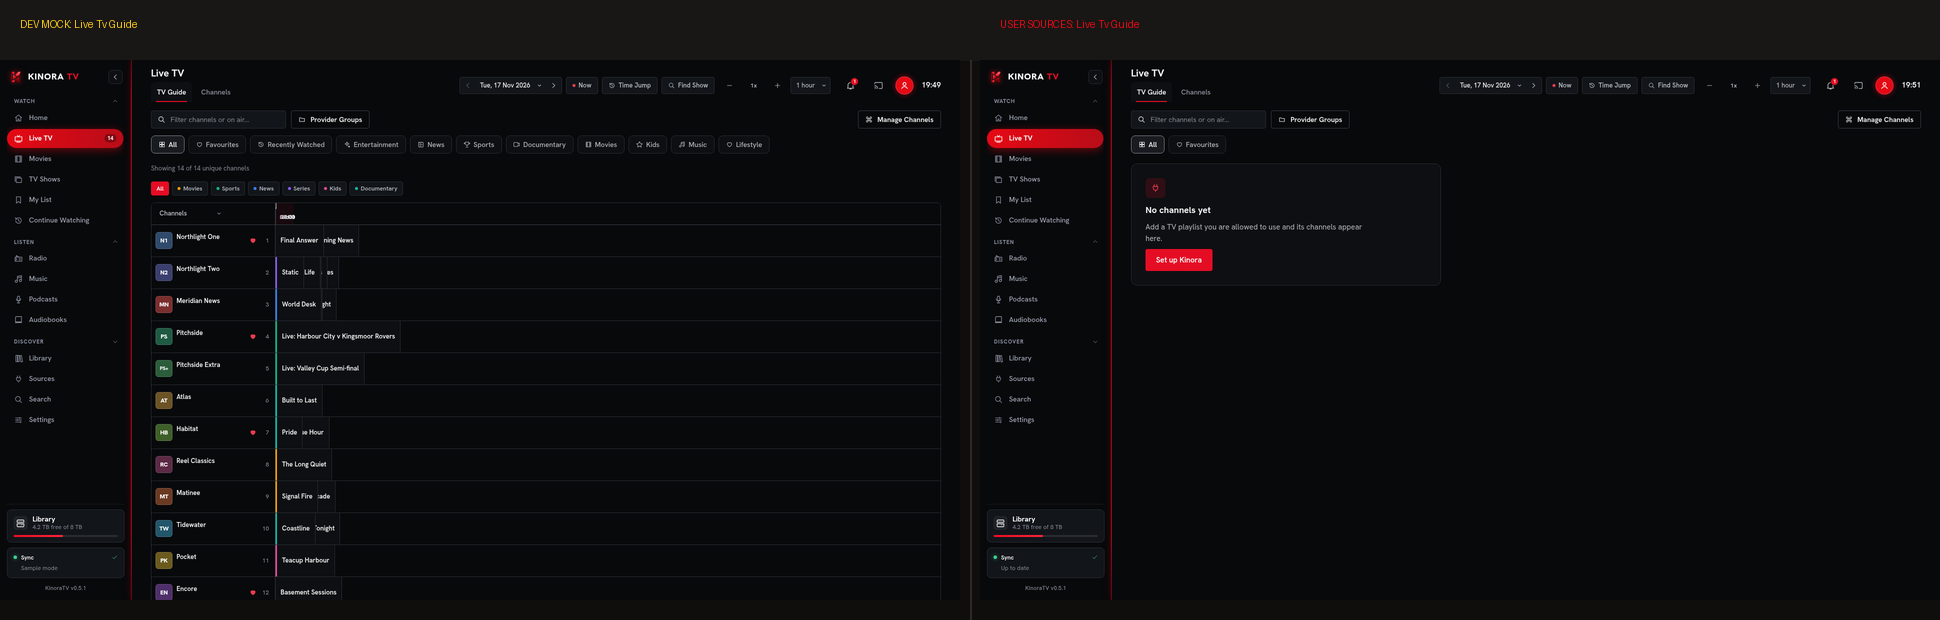 DEV MOCK: Live Tv Guide
KINORA TV
WATCH
Home
Live TV 14
Movies
TV Shows
My List
Continue Watching
LISTEN
Radio
Music
Podcasts
Audiobooks
DISCOVER
Library
Sources
Search
Settings
Library
4.2 TB free of 8 TB
Sync
Sample mode
KinoraTV v0.5.1
Live TV
TV Guide Channels
Tue, 17 Nov 2026 Now Time Jump Find Show 1x 1 hour 1 19:49
Filter channels or on air... Provider Groups Manage Channels
All Favourites Recently Watched Entertainment News Sports Documentary Movies Kids Music Lifestyle
Showing 14 of 14 unique channels
All Movies Sports News Series Kids Documentary
Channels
N1 Northlight One 1 Final Answer ning News
N2 Northlight Two 2 Static Life es
MN Meridian News 3 World Desk ght
PS Pitchside 4 Live: Harbour City v Kingsmoor Rovers
PS+ Pitchside Extra 5 Live: Valley Cup Semi-final
AT Atlas 6 Built to Last
HB Habitat 7 Pride e Hour
RC Reel Classics 8 The Long Quiet
MT Matinee 9 Signal Fire ade
TW Tidewater 10 Coastline Tonight
PK Pocket 11 Teacup Harbour
EN Encore 12 Basement Sessions
USER SOURCES: Live Tv Guide
KINORA TV
WATCH
Home
Live TV
Movies
TV Shows
My List
Continue Watching
LISTEN
Radio
Music
Podcasts
Audiobooks
DISCOVER
Library
Sources
Search
Settings
Library
4.2 TB free of 8 TB
Sync
Up to date
KinoraTV v0.5.1
Live TV
TV Guide Channels
Tue, 17 Nov 2026 Now Time Jump Find Show 1x 1 hour 1 19:51
Filter channels or on air... Provider Groups Manage Channels
All Favourites
No channels yet
Add a TV playlist you are allowed to use and its channels appear
here.
Set up Kinora